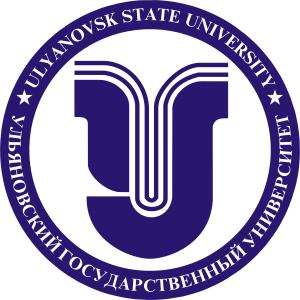 ULYANOVSK STATE UNIVERSITY
УЛЬЯНОВСКИЙ ГОСУДАРСТВЕННЫЙ УНИВЕРСИТЕТ